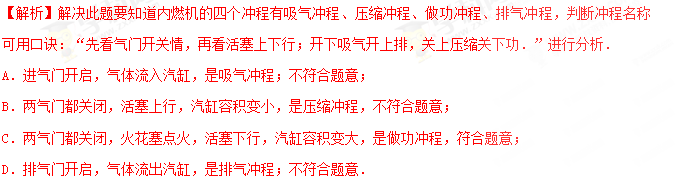 【解析】解决此题要知道内燃机的四个冲程有吸气冲程、压缩冲程、做功冲程、排气冲程，判断冲程名称
可用口诀：“先看气门开关情，再看活塞上下行；开下吸气开上排，关上压缩关下功．”进行分析．
A．进气门开启，气体流入汽缸，是吸气冲程；不符合题意；
B．两气门都关闭，活塞上行，汽缸容积变小，是压缩冲程，不符合题意；
C．两气门都关闭，火花塞点火，活塞下行，汽缸容积变大，是做功冲程，符合题意；
D．排气门开启，气体流出汽缸，是排气冲程；不符合题意．